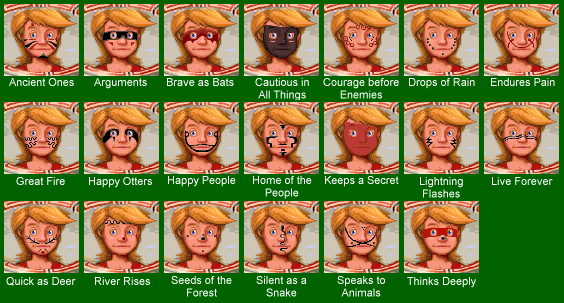 Ancient Ones
Arguments
Brave as Bats
Cautious in
All Things
Courage before
Enemies
Drops of Rain
Endures Pain
Great Fire
Happy Otters
Happy People
Home of the
People
Keeps a Secret
Lightning
Flashes
Live Forever
Quick as Deer
River Rises
Seeds of the
Forest
Silent as a
Snake
Speaks to
Animals
Thinks Deeply